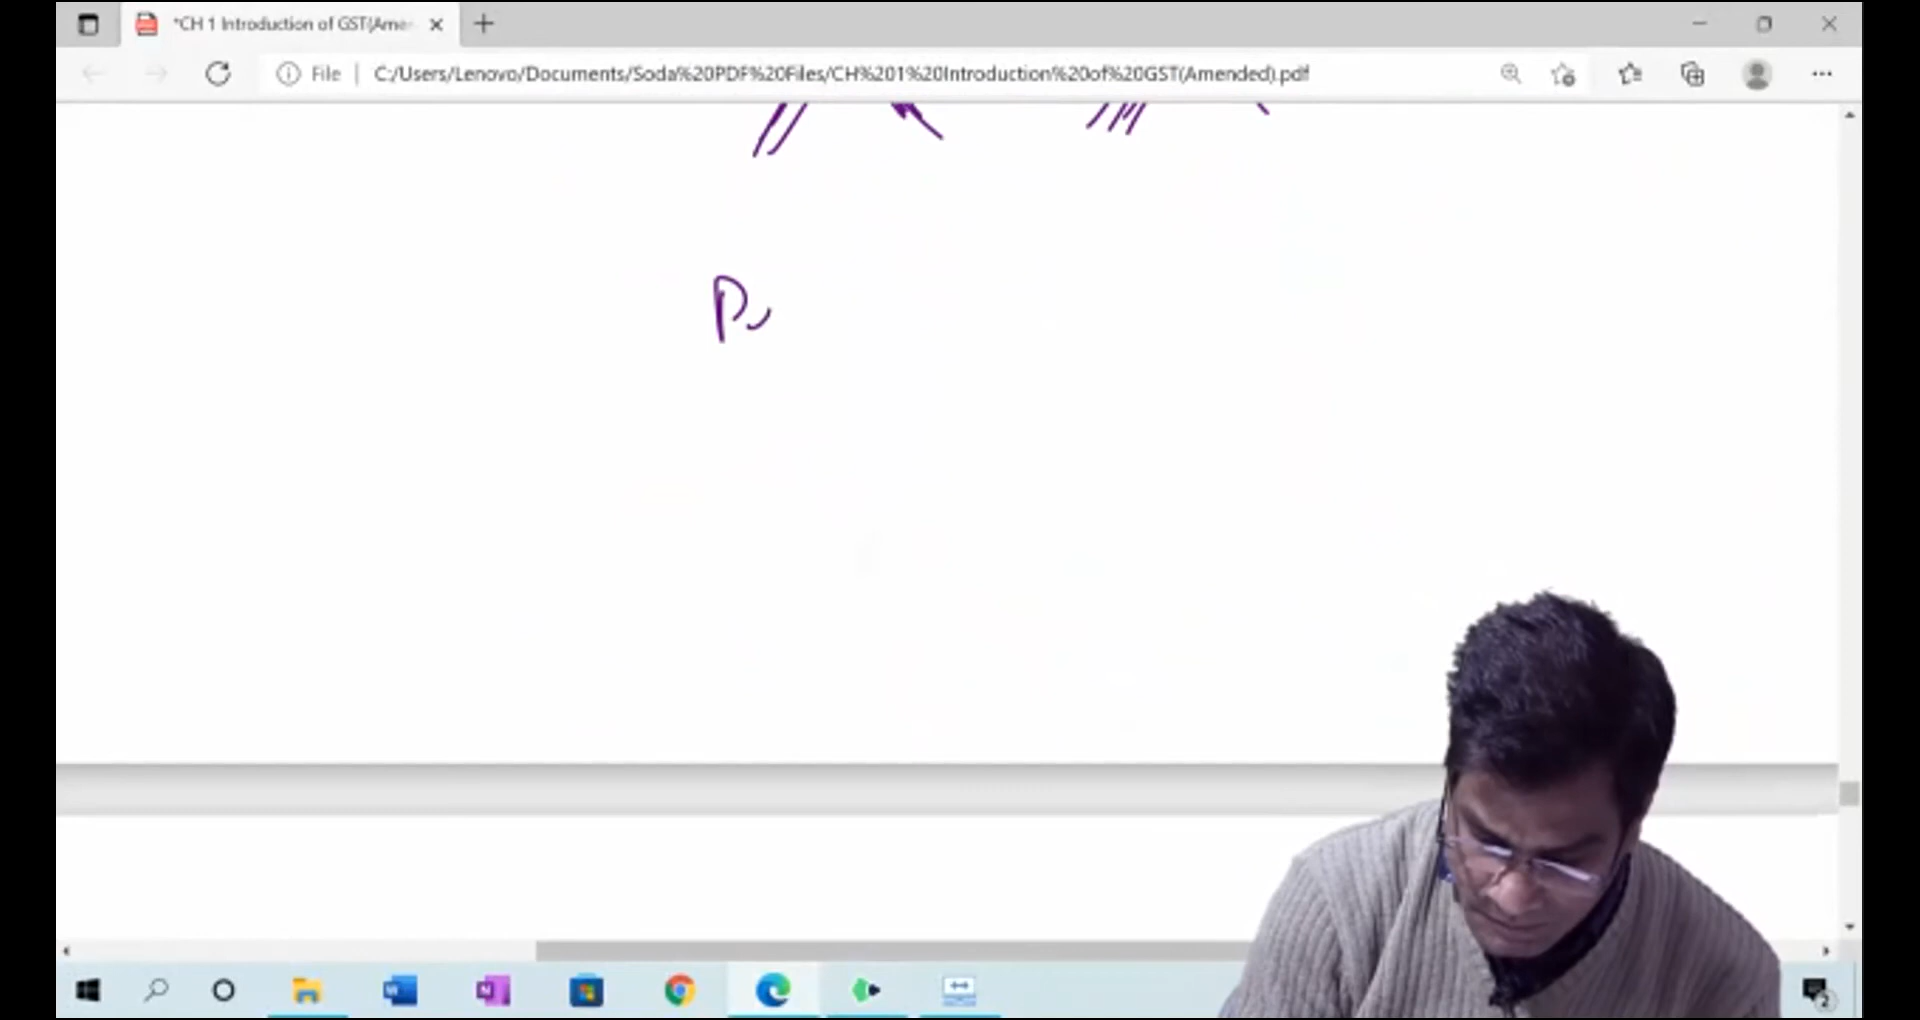 *CH 1 Introduction of GST(Ame
File | C:/Users/Lenovo/Documents/Soda%20PDF%20Files/CH%201%20Introduction%20of%20GST(Amended).pdf
P
2